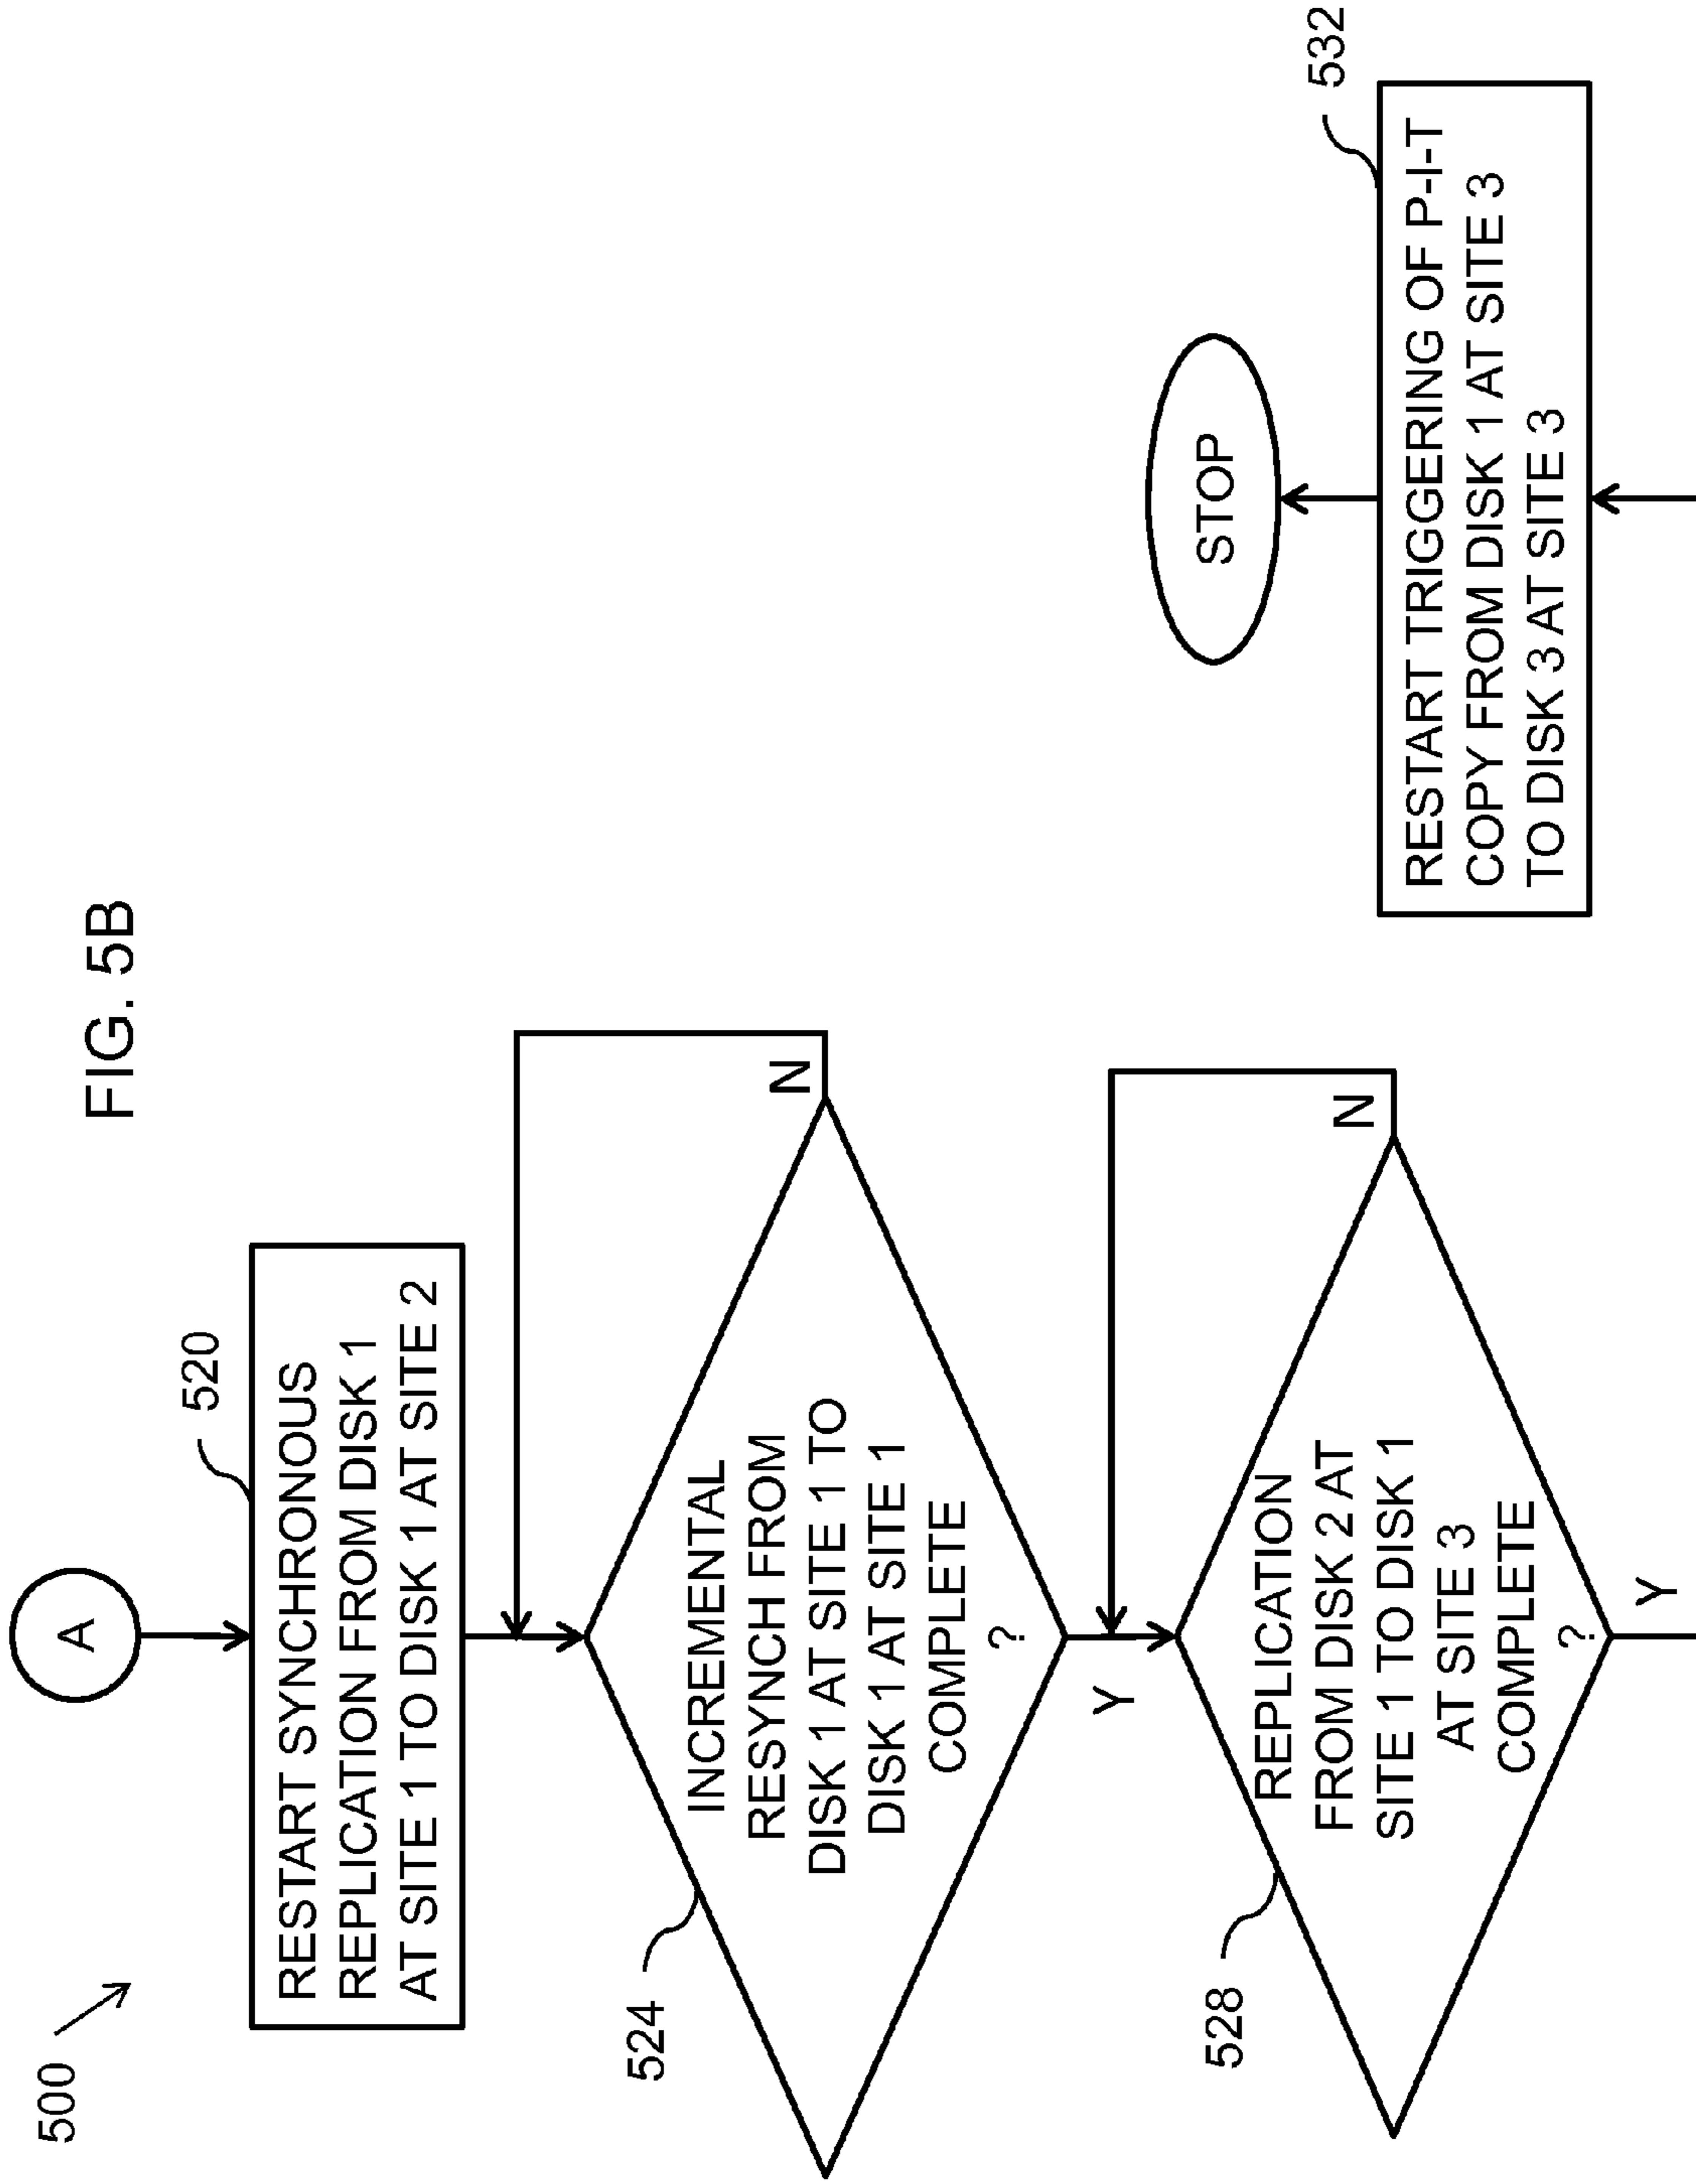 FIG. 5B
500
A
520
RESTART SYNCHRONOUS
REPLICATION FROM DISK 1
AT SITE 1 TO DISK 1 AT SITE 2
524
INCREMENTAL
RESYNCH FROM
DISK 1 AT SITE 1 TO
DISK 1 AT SITE 1
COMPLETE
?
N
Y
528
REPLICATION
FROM DISK 2 AT
SITE 1 TO DISK 1
AT SITE 3
COMPLETE
?
N
Y
STOP
532
RESTART TRIGGERING OF P-I-T
COPY FROM DISK 1 AT SITE 3
TO DISK 3 AT SITE 3